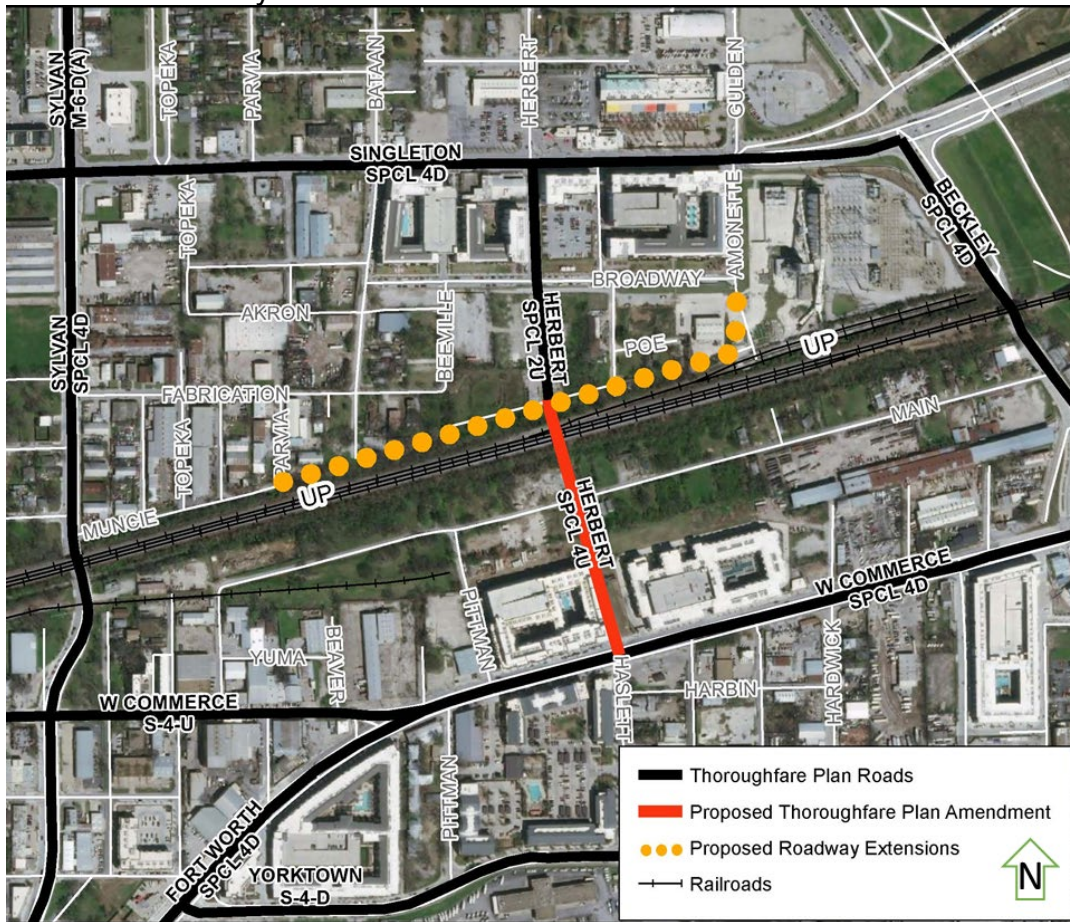 SYLVAN
M-6-D(A)
TOPEKA
PARVIA
BATAAN
HERBERT
GULDEN
SINGLETON
SPCL 4D
BECKLEY
SPCL 4D
TOPEKA
AMONETTE
BROADWAY
AKRON
BEEVILLE
HERBERT
SPCL 2U
POE
UP
SYLVAN
SPCL 4D
FABRICATION
TOPEKA
PARVIA
UP
MAIN
MUNCIE
HERBERT
SPCL 4U
PITTMAN
W COMMERCE
SPCL 4D
YUMA
BEAVER
HASLETT
HARBIN
HARDWICK
W COMMERCE
S-4-U
PITTMAN
FORT WORTH
SPCL 4D
YORKTOWN
S-4-D
Thoroughfare Plan Roads
Proposed Thoroughfare Plan Amendment
Proposed Roadway Extensions
Railroads
N